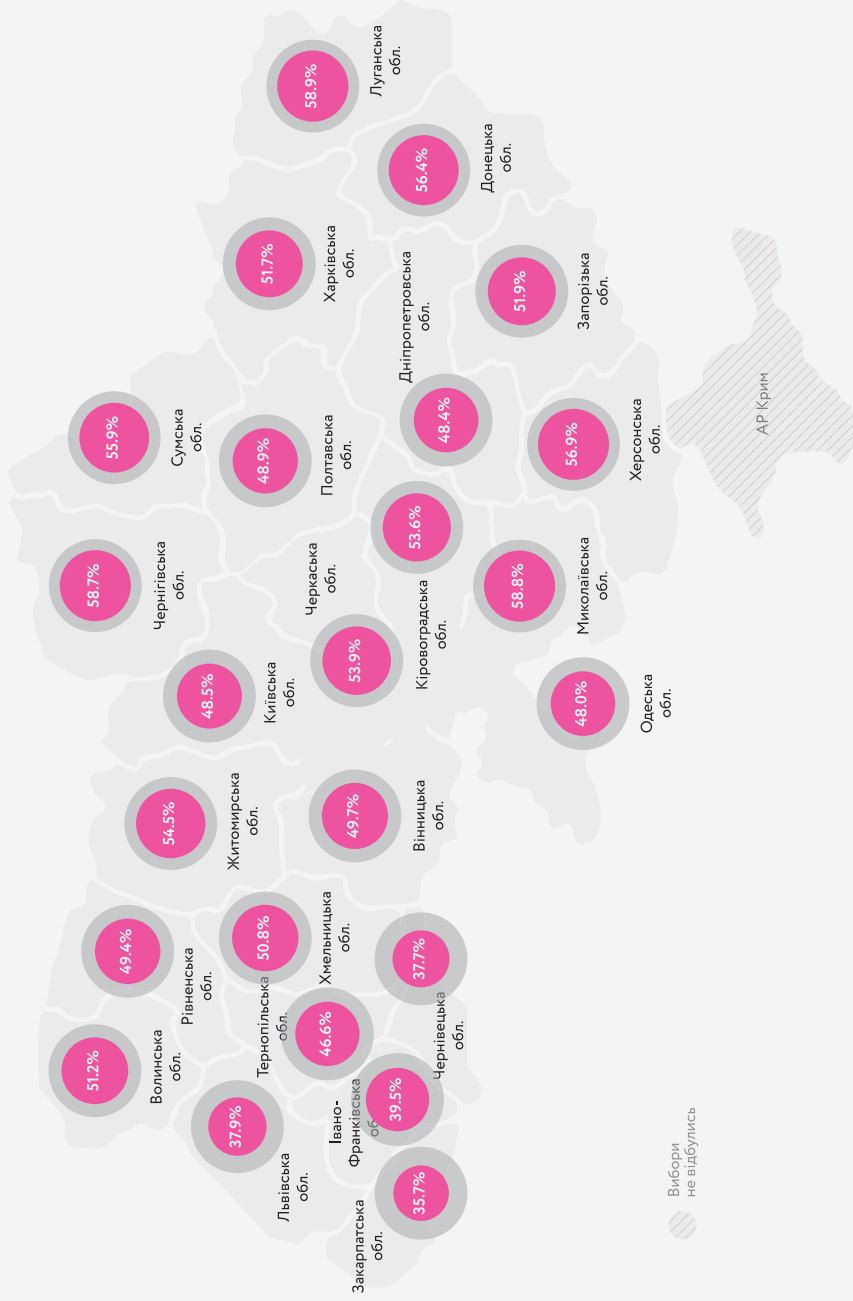 51.2%
Волинська
обл.
49.4%
Рівненська
обл.
54.5%
Житомирська
обл.
48.5%
Київська
обл.
58.7%
Чернігівська
обл.
55.9%
Сумська
обл.
37.9%
Львівська
обл.
Тернопільська
обл.
46.6%
50.8%
Хмельницька
обл.
49.7%
Вінницька
обл.
53.9%
Черкаська
обл.
48.9%
Полтавська
обл.
51.7%
Харківська
обл.
58.9%
Луганська
обл.
35.7%
Закарпатська
обл.
Івано-
Франківська
обл.
39.5%
37.7%
Чернівецька
обл.
Кіровоградська
обл.
53.6%
48.4%
Дніпропетровська
обл.
56.4%
Донецька
обл.
48.0%
Одеська
обл.
58.8%
Миколаївська
обл.
56.9%
Херсонська
обл.
51.9%
Запорізька
обл.
АР Крим
Вибори
не відбулись